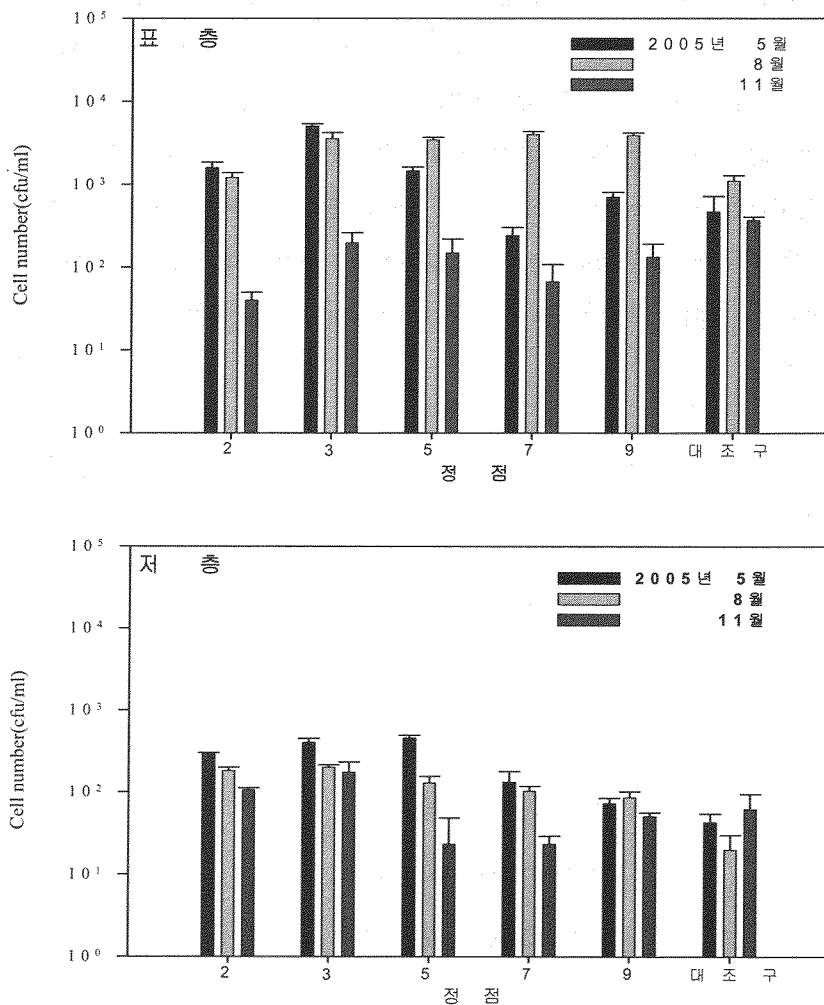 표 층
2005년 5월
8월
11월
10⁵
10⁴
10³
10²
10¹
10⁰
Cell number(cfu/ml)
2 3 5 7 9 대 조 구
정 점
저 층
2005년 5월
8월
11월
10⁵
10⁴
10³
10²
10¹
10⁰
Cell number(cfu/ml)
2 3 5 7 9 대 조 구
정 점